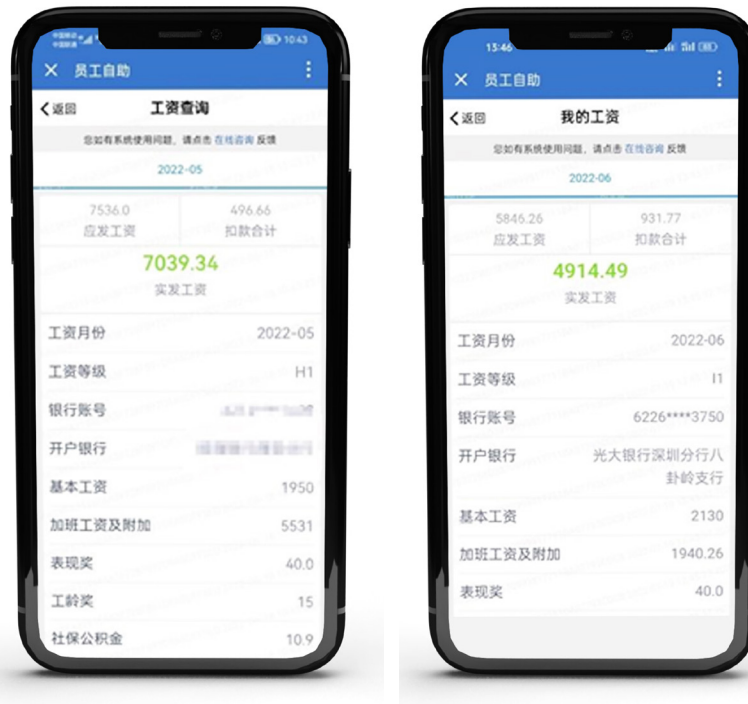 10:43
员工自助
返回
工资查询
您如有系统使用问题，请点击 在线咨询 反馈
2022-05
7536.0
496.66
应发工资
扣款合计
7039.34
实发工资
工资月份 2022-05
工资等级 H1
银行账号
开户银行
基本工资 1950
加班工资及附加 5531
表现奖 40.0
工龄奖 15
社保公积金 10.9
15:46
员工自助
返回
我的工资
您如有系统使用问题，请点击 在线咨询 反馈
2022-06
5846.26
931.77
应发工资
扣款合计
4914.49
实发工资
工资月份 2022-06
工资等级 I1
银行账号 6226****3750
开户银行 光大银行深圳分行八
卦岭支行
基本工资 2130
加班工资及附加 1940.26
表现奖 40.0